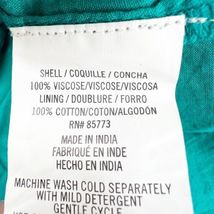 SHELL / COQUILLE / CONCHA
100% VISCOSE/VISCOSE/VISCOSA
LINING / DOUBLURE / FORRO
100% COTTON/COTON/ALGODÓN
RN# 85773
MADE IN INDIA
FABRIQUÉ EN INDE
HECHO EN INDIA
MACHINE WASH COLD SEPARATELY
WITH MILD DETERGENT
GENTLE CYCLE